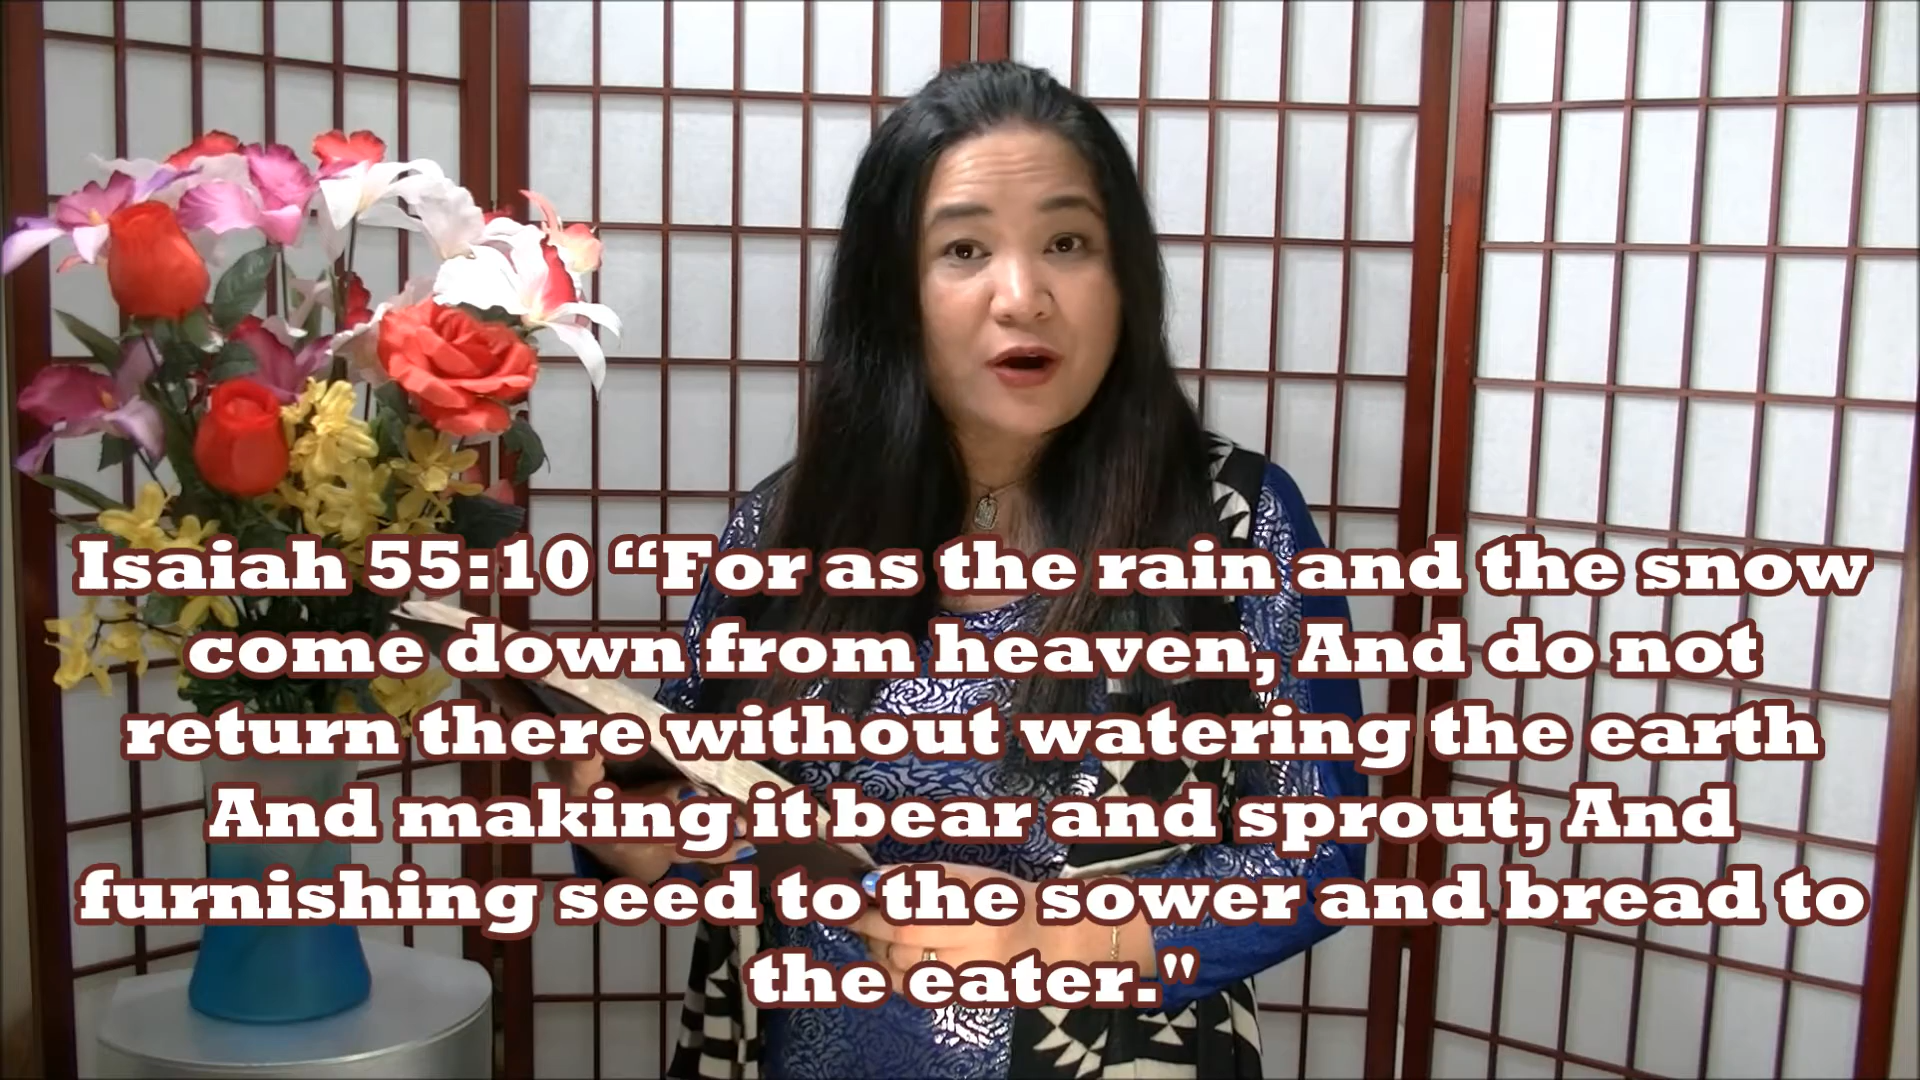 Isaiah 55:10 “For as the rain and the snow
come down from heaven, And do not
return there without watering the earth
And making it bear and sprout, And
furnishing seed to the sower and bread to
the eater."